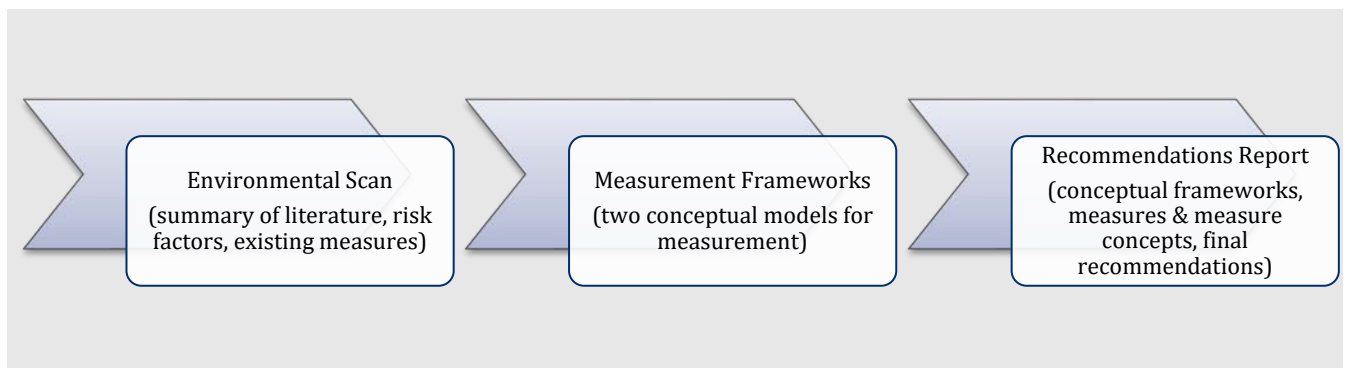 Environmental Scan
(summary of literature, risk
factors, existing measures)
Measurement Frameworks
(two conceptual models for
measurement)
Recommendations Report
(conceptual frameworks,
measures & measure
concepts, final
recommendations)